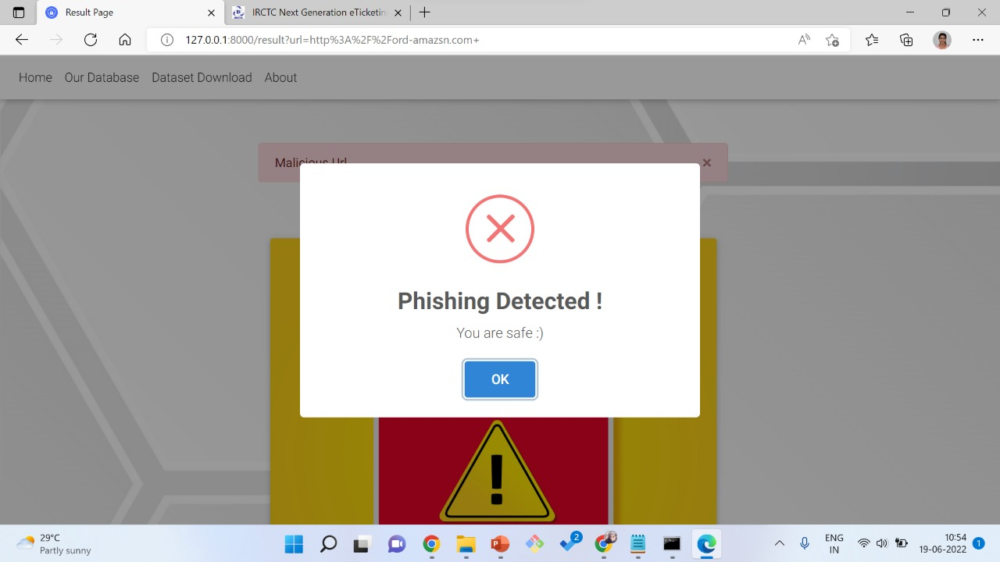 Result Page
IRCTC Next Generation eTicketin
127.0.0.1:8000/result?url=http%3A%2F%2Ford-amazsn.com+
Home Our Database Dataset Download About
Malicious Url
Phishing Detected !
You are safe :)
OK
!
29°C
Partly sunny
2
ENG
IN
10:54
19-06-2022
1